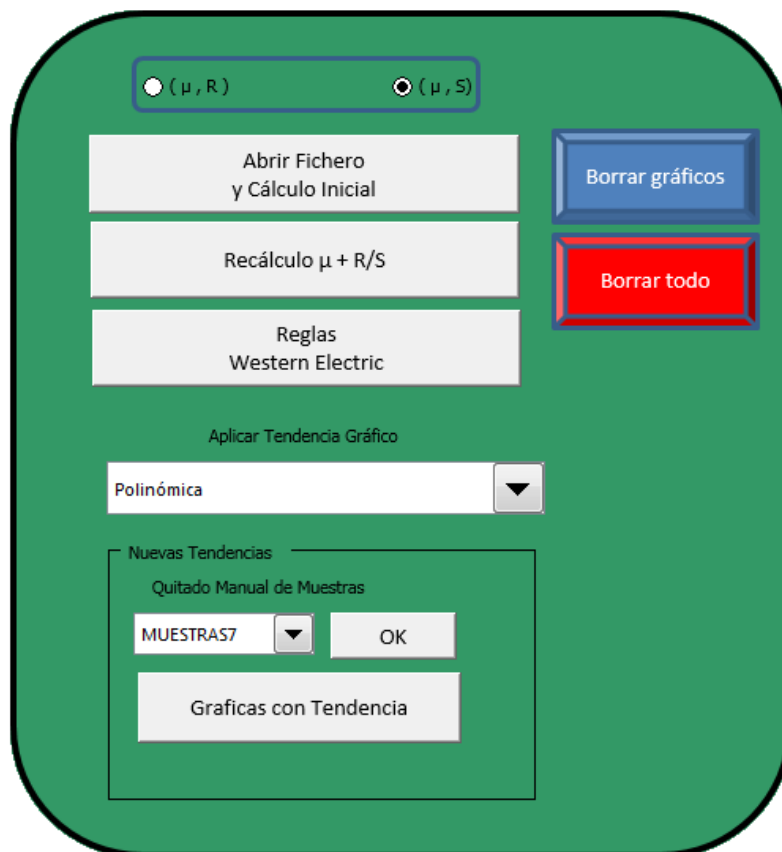 ( µ , R )
( µ , S)
Abrir Fichero
y Cálculo Inicial
Borrar gráficos
Recálculo µ + R/S
Borrar todo
Reglas
Western Electric
Aplicar Tendencia Gráfico
Polinómica
Nuevas Tendencias
Quitado Manual de Muestras
MUESTRAS7
OK
Graficas con Tendencia